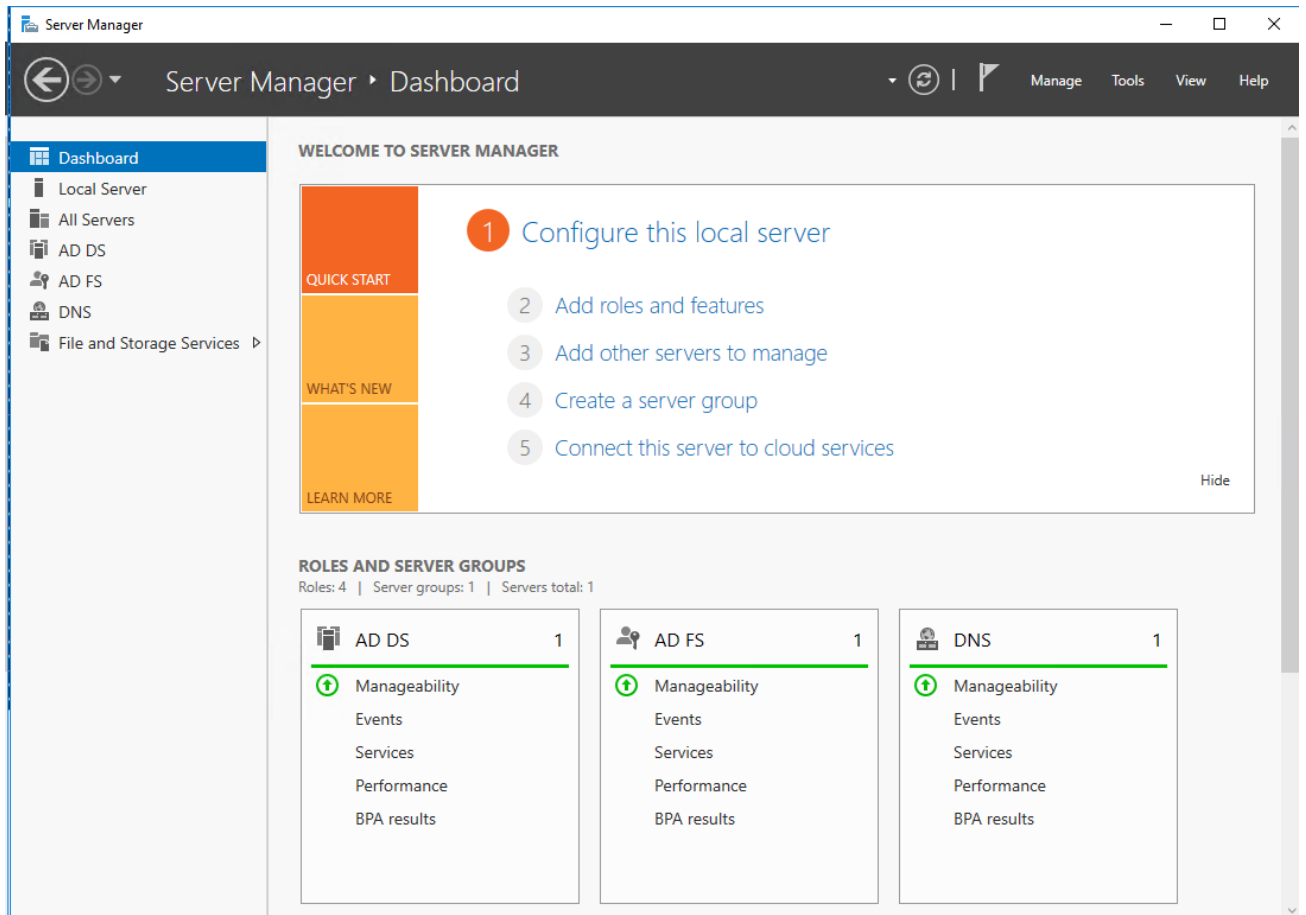 Server Manager
Server Manager ‣ Dashboard
Manage Tools View Help
Dashboard
Local Server
All Servers
AD DS
AD FS
DNS
File and Storage Services
WELCOME TO SERVER MANAGER
QUICK START
WHAT'S NEW
LEARN MORE
1 Configure this local server
2 Add roles and features
3 Add other servers to manage
4 Create a server group
5 Connect this server to cloud services
Hide
ROLES AND SERVER GROUPS
Roles: 4 | Server groups: 1 | Servers total: 1
AD DS 1
Manageability
Events
Services
Performance
BPA results
AD FS 1
Manageability
Events
Services
Performance
BPA results
DNS 1
Manageability
Events
Services
Performance
BPA results